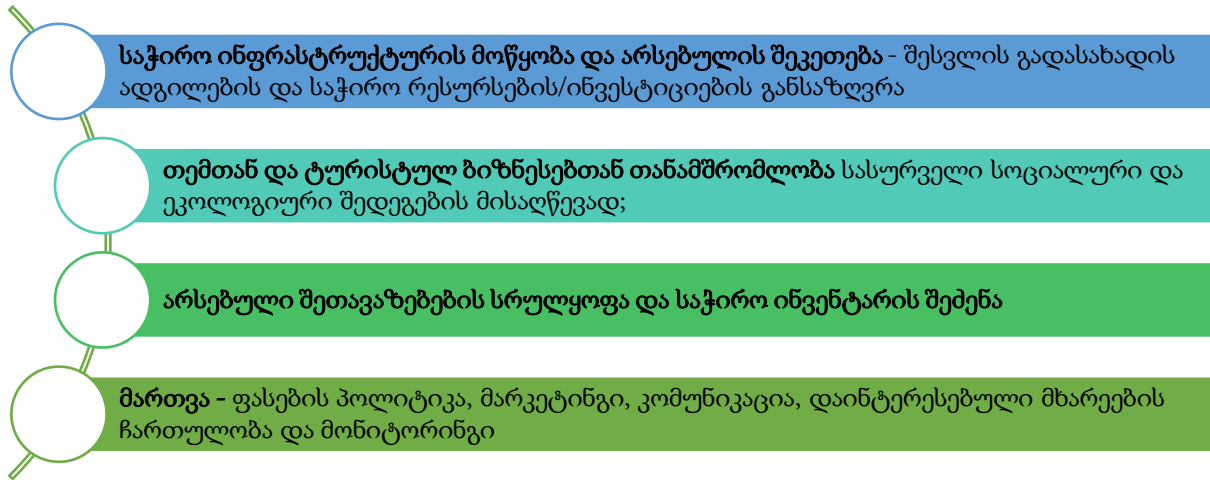 საჭირო ინფრასტრუქტურის მოწყობა და არსებულის შეკეთება - შესვლის გადასახადის
ადგილების და საჭირო რესურსების/ინვესტიციების განსაზღვრა
თემთან და ტურისტულ ბიზნესებთან თანამშრომლობა სასურველი სოციალური და
ეკოლოგიური შედეგების მისაღწევად;
არსებული შეთავაზებების სრულყოფა და საჭირო ინვენტარის შეძენა
მართვა - ფასების პოლიტიკა, მარკეტინგი, კომუნიკაცია, დაინტერესებული მხარეების
ჩართულობა და მონიტორინგი